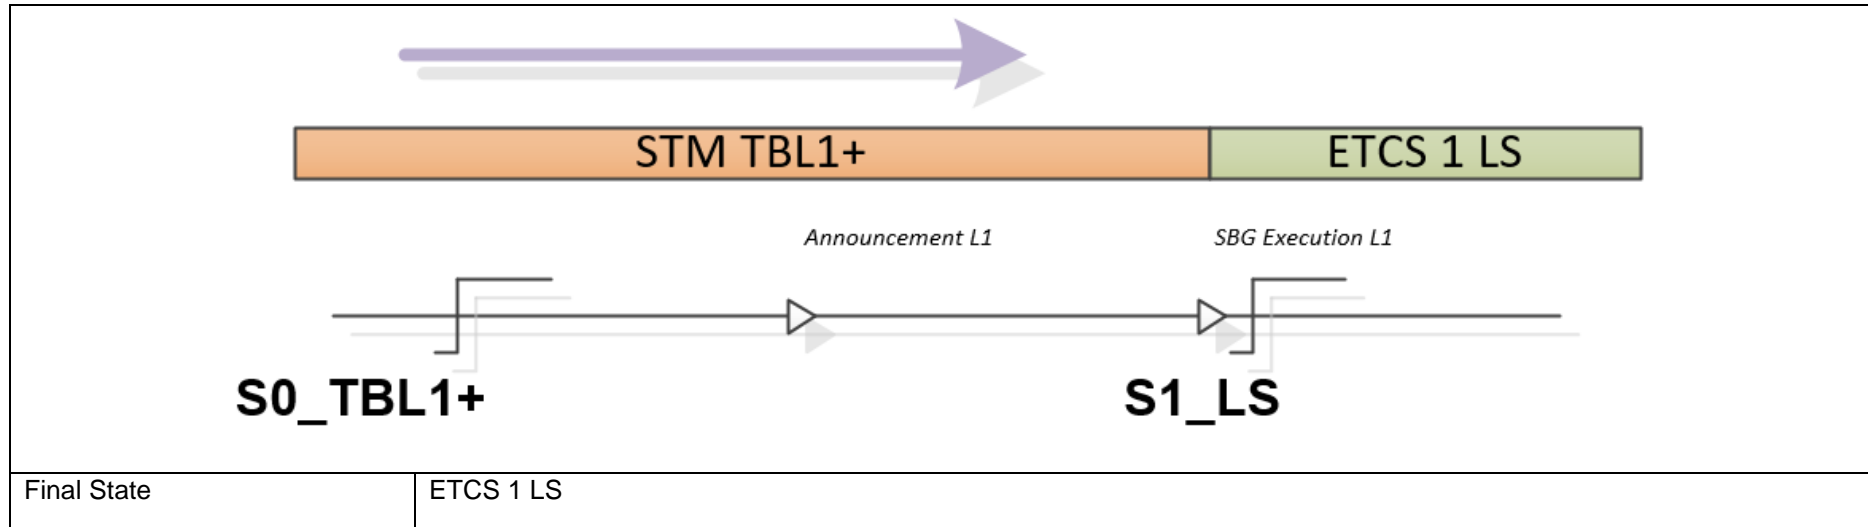 STM TBL1+
ETCS 1 LS
Announcement L1
SBG Execution L1
S0_TBL1+
S1_LS
Final State
ETCS 1 LS